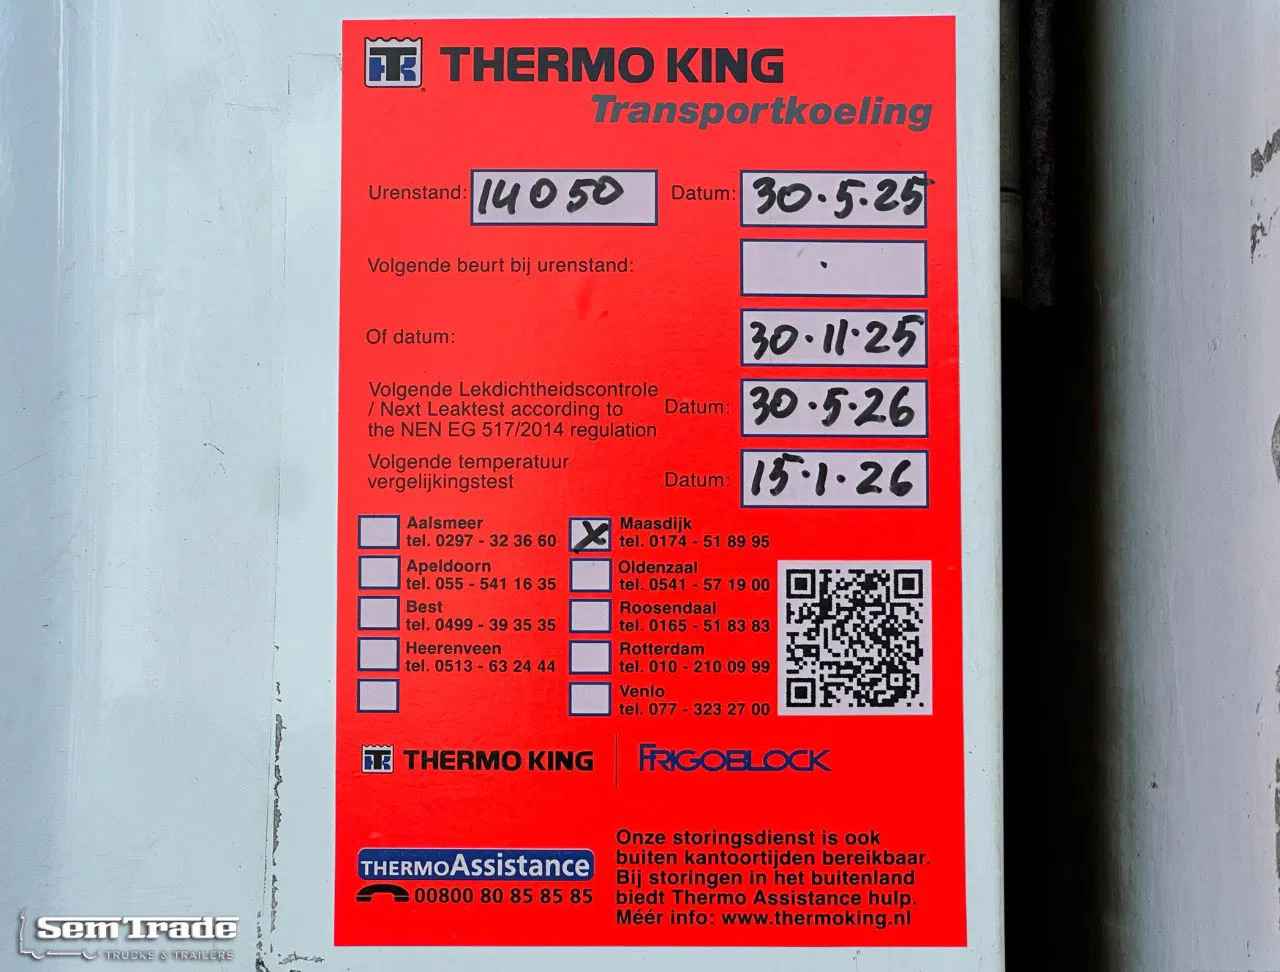 THERMO KING
Transportkoeling
Urenstand: 14050 Datum: 30.5.25
Volgende beurt bij urenstand: .
Of datum: 30.11.25
Volgende Lekdichtheidscontrole
/ Next Leaktest according to Datum: 30.5.26
the NEN EG 517/2014 regulation
Volgende temperatuur
vergelijkingstest Datum: 15.1.26
Aalsmeer
tel. 0297 - 32 36 60
X Maasdijk
tel. 0174 - 51 89 95
Apeldoorn
tel. 055 - 541 16 35
Oldenzaal
tel. 0541 - 57 19 00
Best
tel. 0499 - 39 35 35
Roosendaal
tel. 0165 - 51 83 83
Heerenveen
tel. 0513 - 63 24 44
Rotterdam
tel. 010 - 210 09 99
Venlo
tel. 077 - 323 27 00
THERMO KING FRIGOBLOCK
THERMOAssistance
00800 80 85 85 85
Onze storingsdienst is ook
buiten kantoortijden bereikbaar.
Bij storingen in het buitenland
biedt Thermo Assistance hulp.
Méér info: www.thermoking.nl
SemTrade
TRUCKS & TRAILERS